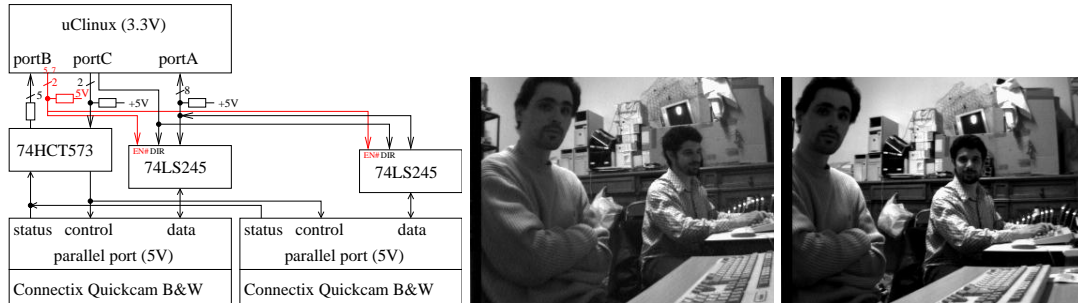 uClinux (3.3V)
portB portC portA
5,7
2 2 8
5 5V +5V +5V
74HCT573
EN# DIR
74LS245
EN# DIR
74LS245
status control data
status control data
parallel port (5V)
parallel port (5V)
Connectix Quickcam B&W
Connectix Quickcam B&W